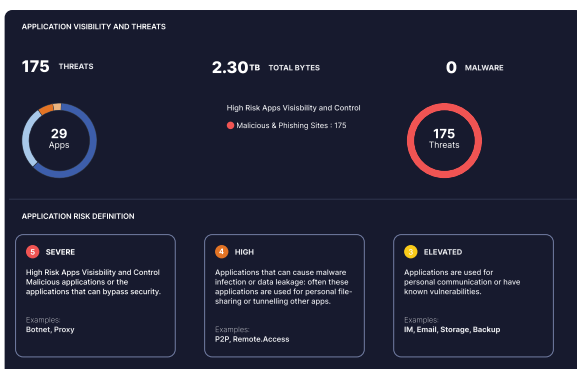 APPLICATION VISIBILITY AND THREATS
175 THREATS
2.30TB TOTAL BYTES
0 MALWARE
29
Apps
High Risk Apps Visisbility and Control
Malicious & Phishing Sites : 175
175
Threats
APPLICATION RISK DEFINITION
5 SEVERE
High Risk Apps Visisbility and Control
Malicious applications or the
applications that can bypass security.
Examples:
Botnet, Proxy
4 HIGH
Applications that can cause malware
infection or data leakage: often these
applications are used for personal file-
sharing or tunnelling other apps.
Examples:
P2P, Remote.Access
3 ELEVATED
Applications are used for
personal communication or have
known vulnerabilities.
Examples:
IM, Email, Storage, Backup